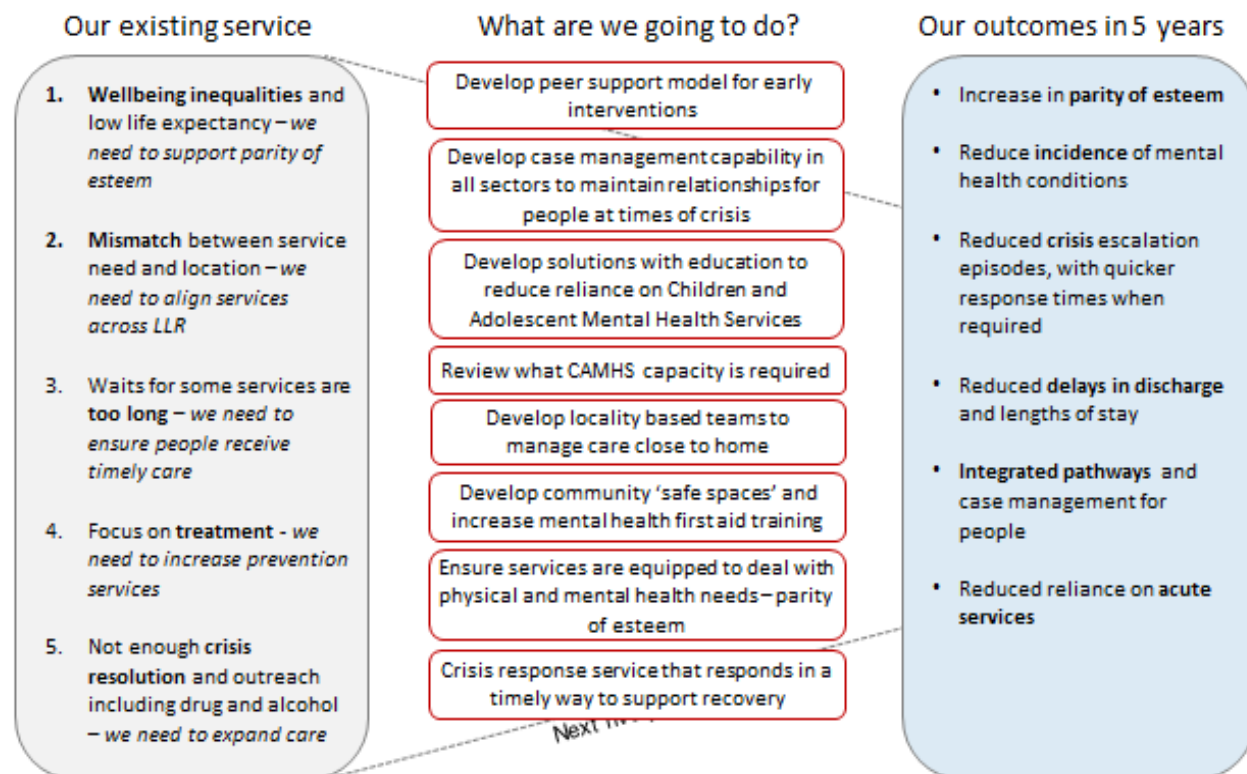 Our existing service
What are we going to do?
Our outcomes in 5 years
1. Wellbeing inequalities and
low life expectancy – we
need to support parity of
esteem
2. Mismatch between service
need and location – we
need to align services
across LLR
3. Waits for some services are
too long – we need to
ensure people receive
timely care
4. Focus on treatment - we
need to increase prevention
services
5. Not enough crisis
resolution and outreach
including drug and alcohol
– we need to expand care
Develop peer support model for early
interventions
Develop case management capability in
all sectors to maintain relationships for
people at times of crisis
Develop solutions with education to
reduce reliance on Children and
Adolescent Mental Health Services
Review what CAMHS capacity is required
Develop locality based teams to
manage care close to home
Develop community ‘safe spaces’ and
increase mental health first aid training
Ensure services are equipped to deal with
physical and mental health needs – parity
of esteem
Crisis response service that responds in a
timely way to support recovery
Next
• Increase in parity of esteem
• Reduce incidence of mental
health conditions
• Reduced crisis escalation
episodes, with quicker
response times when
required
• Reduced delays in discharge
and lengths of stay
• Integrated pathways and
case management for
people
• Reduced reliance on acute
services